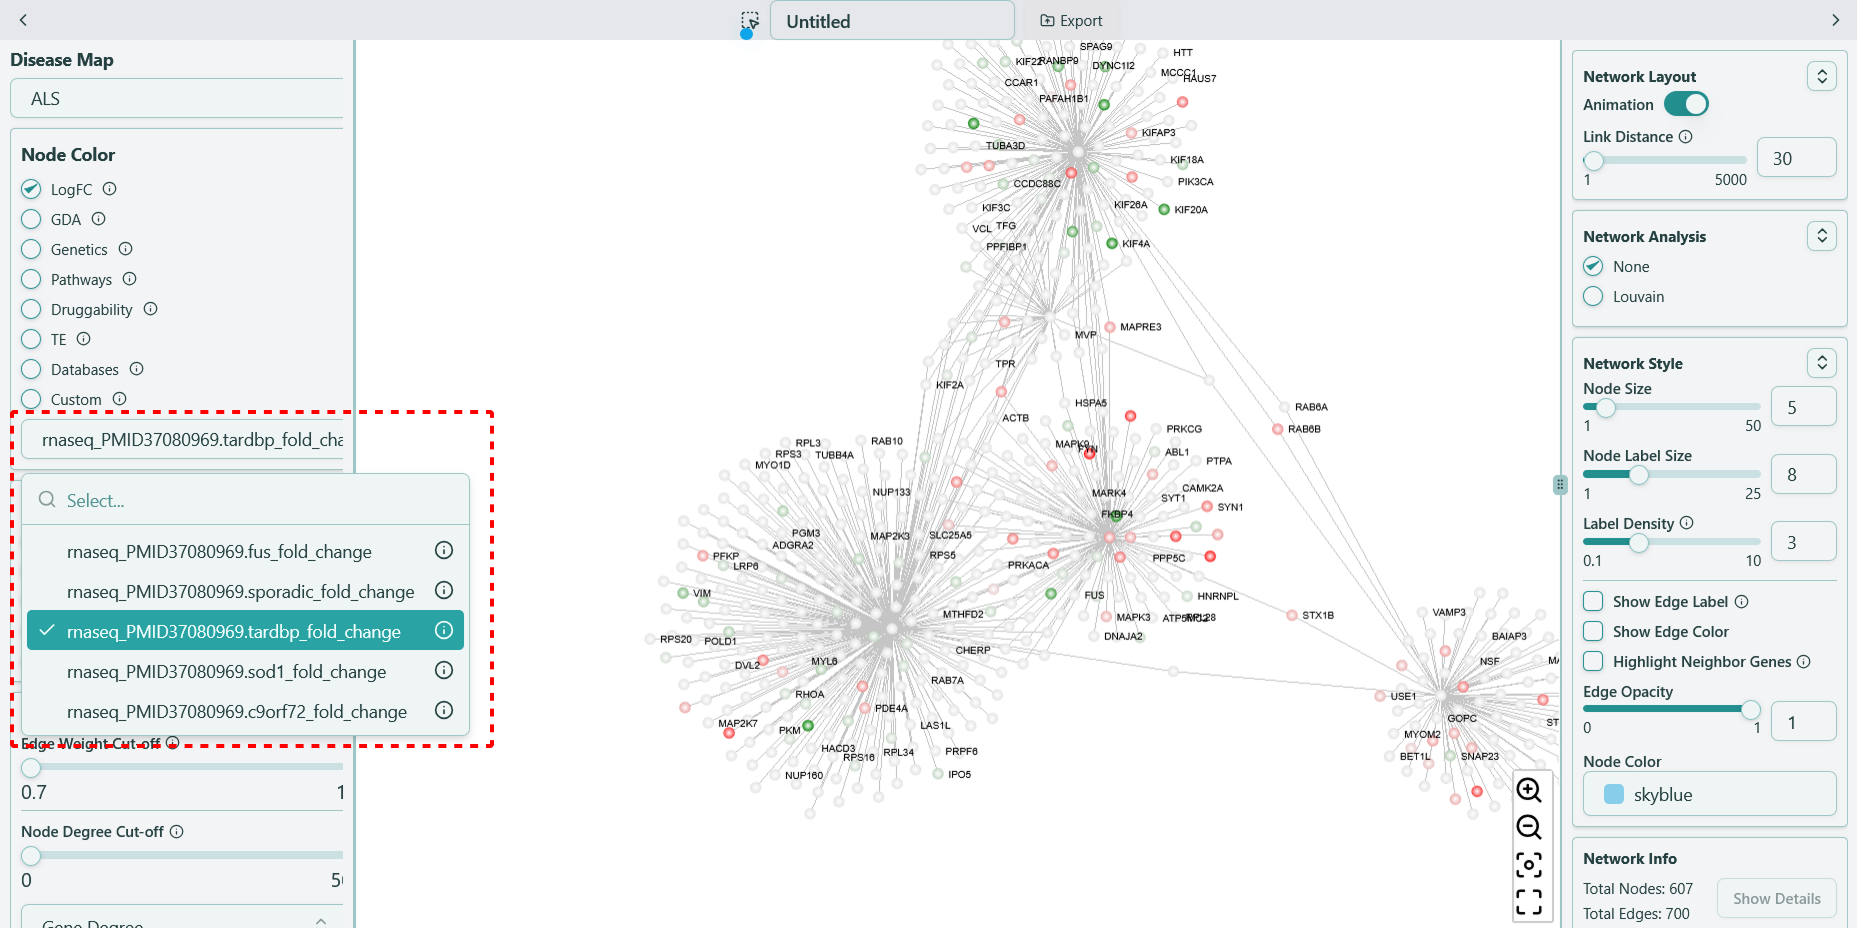 Untitled
Export
Disease Map
ALS
Node Color
LogFC
GDA
Genetics
Pathways
Druggability
TE
Databases
Custom
rnaseq_PMID37080969.tardbp_fold_cha
Select...
rnaseq_PMID37080969.fus_fold_change
rnaseq_PMID37080969.sporadic_fold_change
rnaseq_PMID37080969.tardbp_fold_change
rnaseq_PMID37080969.sod1_fold_change
rnaseq_PMID37080969.c9orf72_fold_change
Edge Weight Cut-off
0.7 1
Node Degree Cut-off
0 50
Gene Degree
SPAG9
HTT
KIF22
RANBP9
DYNC1I2
MCCC1
HAUS7
CCAR1
PAFAH1B1
KIFAP3
TUBA3D
KIF18A
CCDC88C
PIK3CA
KIF3C
KIF26A
KIF20A
VCL
TFG
PPFIBP1
KIF4A
MAPRE3
MVP
TPR
KIF2A
HSPA5
ACTB
RAB6A
RAB6B
PRKCG
MAPK9
FYN
ABL1
PTPA
RPL3
RAB10
RPS3
TUBB4A
MYO1D
NUP133
MARK4
CAMK2A
SYT1
SYN1
FKBP4
PGM3
ADGRA2
MAP2K3
SLC25A5
RPS5
PFKP
LRP6
PRKACA
PPP5C
VIM
FUS
HNRNPL
MTHFD2
MAPK3
RPL28
STX1B
DNAJA2
RPS20
POLD1
CHERP
DVL2
MYL6
RAB7A
RHOA
PDE4A
MAP2K7
PKM
LAS1L
HACD3
RPS16
RPL34
PRPF6
NUP160
IPO5
VAMP3
BAIAP3
NSF
USE1
GOPC
MYOM2
BET1L
SNAP23
Network Layout
Animation
Link Distance
30
1 5000
Network Analysis
None
Louvain
Network Style
Node Size
5
1 50
Node Label Size
8
1 25
Label Density
3
0.1 10
Show Edge Label
Show Edge Color
Highlight Neighbor Genes
Edge Opacity
1
0 1
Node Color
skyblue
Network Info
Total Nodes: 607
Total Edges: 700
Show Details